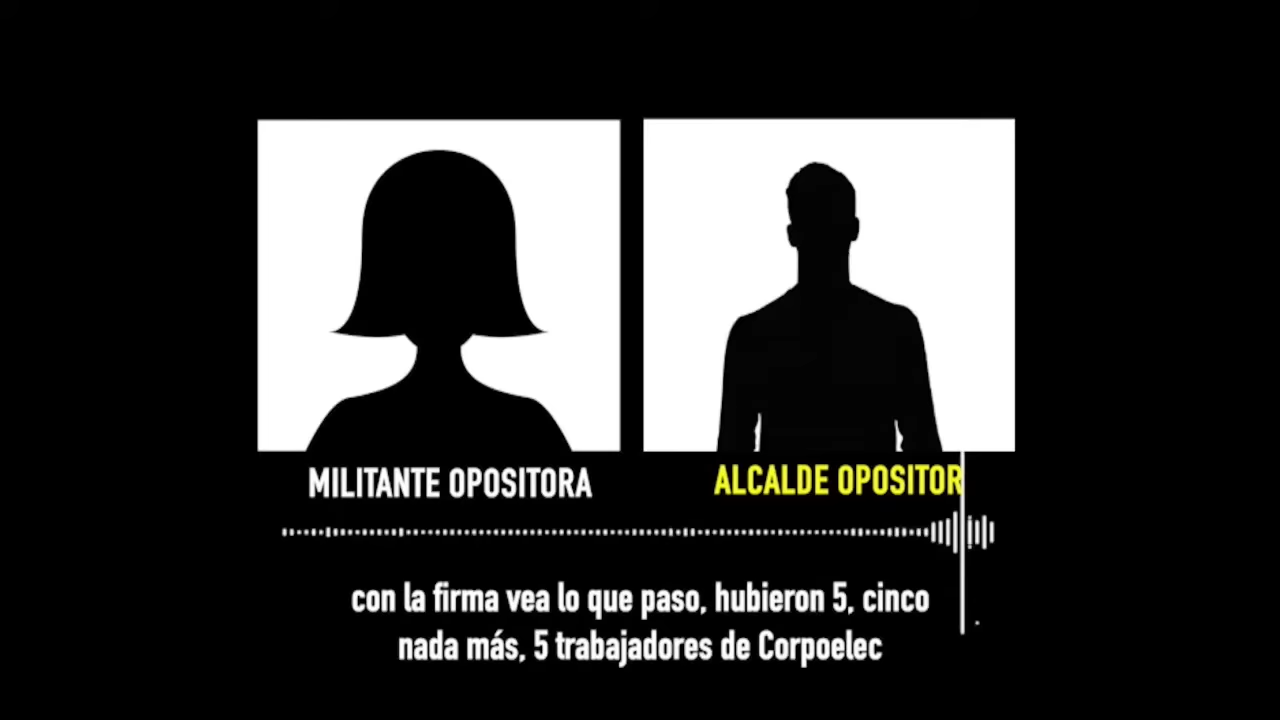 MILITANTE OPOSITORA
ALCALDE OPOSITOR
con la firma vea lo que paso, hubieron 5, cinco
nada más, 5 trabajadores de Corpoelec